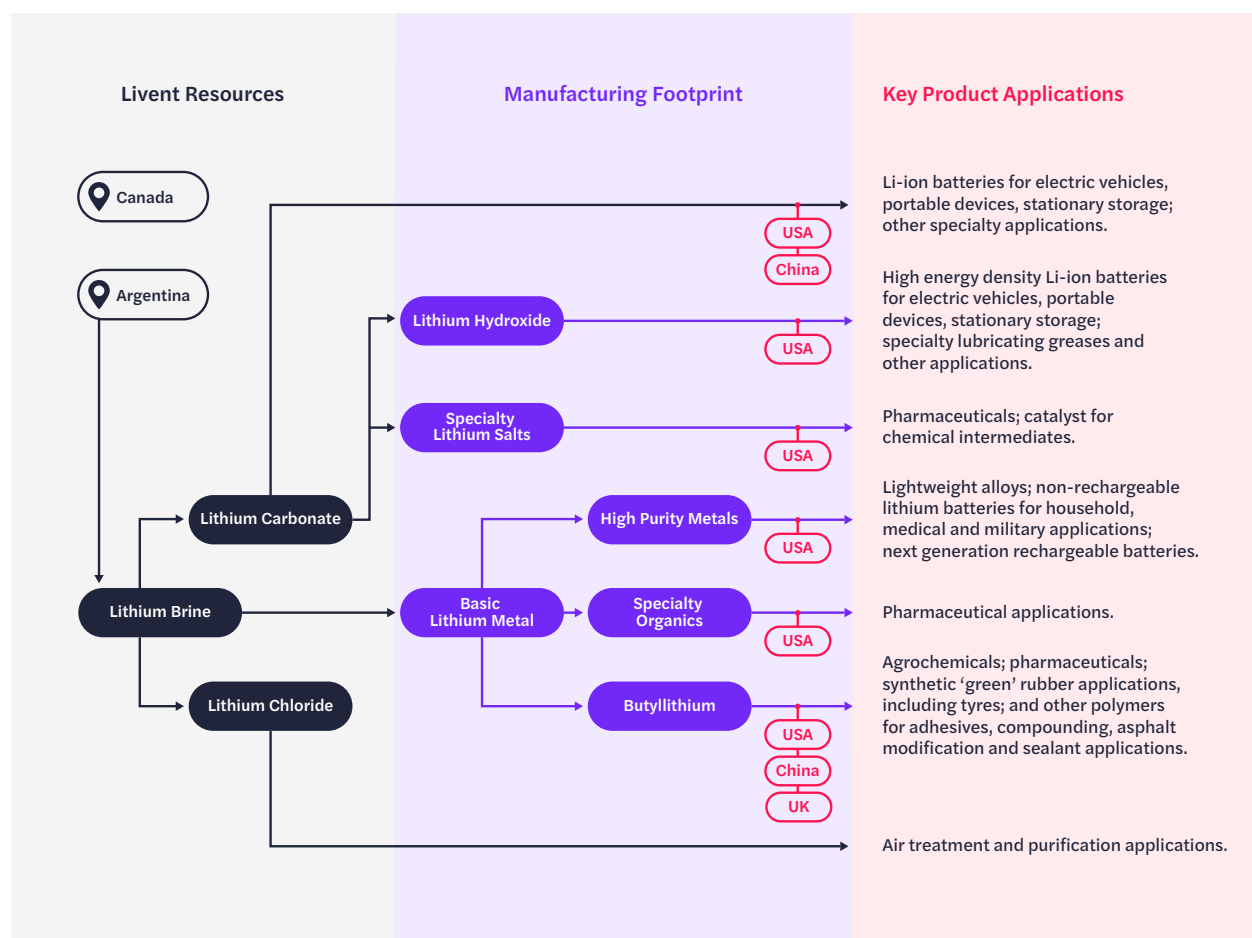 Livent Resources
Manufacturing Footprint
Key Product Applications
Canada
Argentina
Lithium Carbonate
Lithium Brine
Lithium Chloride
Lithium Hydroxide
Specialty
Lithium Salts
Basic
Lithium Metal
High Purity Metals
Specialty
Organics
Butyllithium
USA
China
USA
USA
USA
USA
USA
China
UK
Li-ion batteries for electric vehicles,
portable devices, stationary storage;
other specialty applications.
High energy density Li-ion batteries
for electric vehicles, portable
devices, stationary storage;
specialty lubricating greases and
other applications.
Pharmaceuticals; catalyst for
chemical intermediates.
Lightweight alloys; non-rechargeable
lithium batteries for household,
medical and military applications;
next generation rechargeable batteries.
Pharmaceutical applications.
Agrochemicals; pharmaceuticals;
synthetic ‘green’ rubber applications,
including tyres; and other polymers
for adhesives, compounding, asphalt
modification and sealant applications.
Air treatment and purification applications.